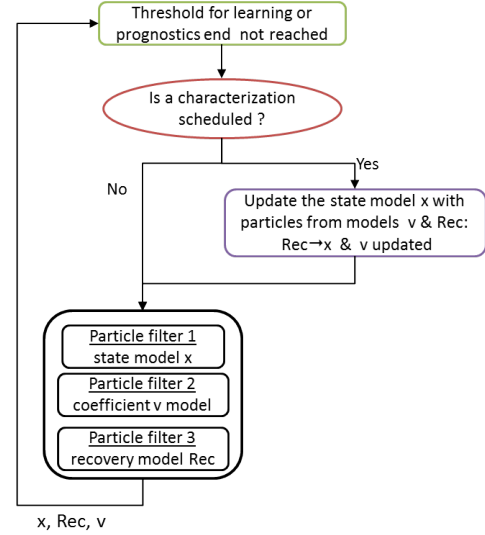 Threshold for learning or
prognostics end not reached
Is a characterization
scheduled ?
Yes
No
Update the state model x with
particles from models v & Rec:
Rec→x & v updated
Particle filter 1
state model x
Particle filter 2
coefficient v model
Particle filter 3
recovery model Rec
x, Rec, v